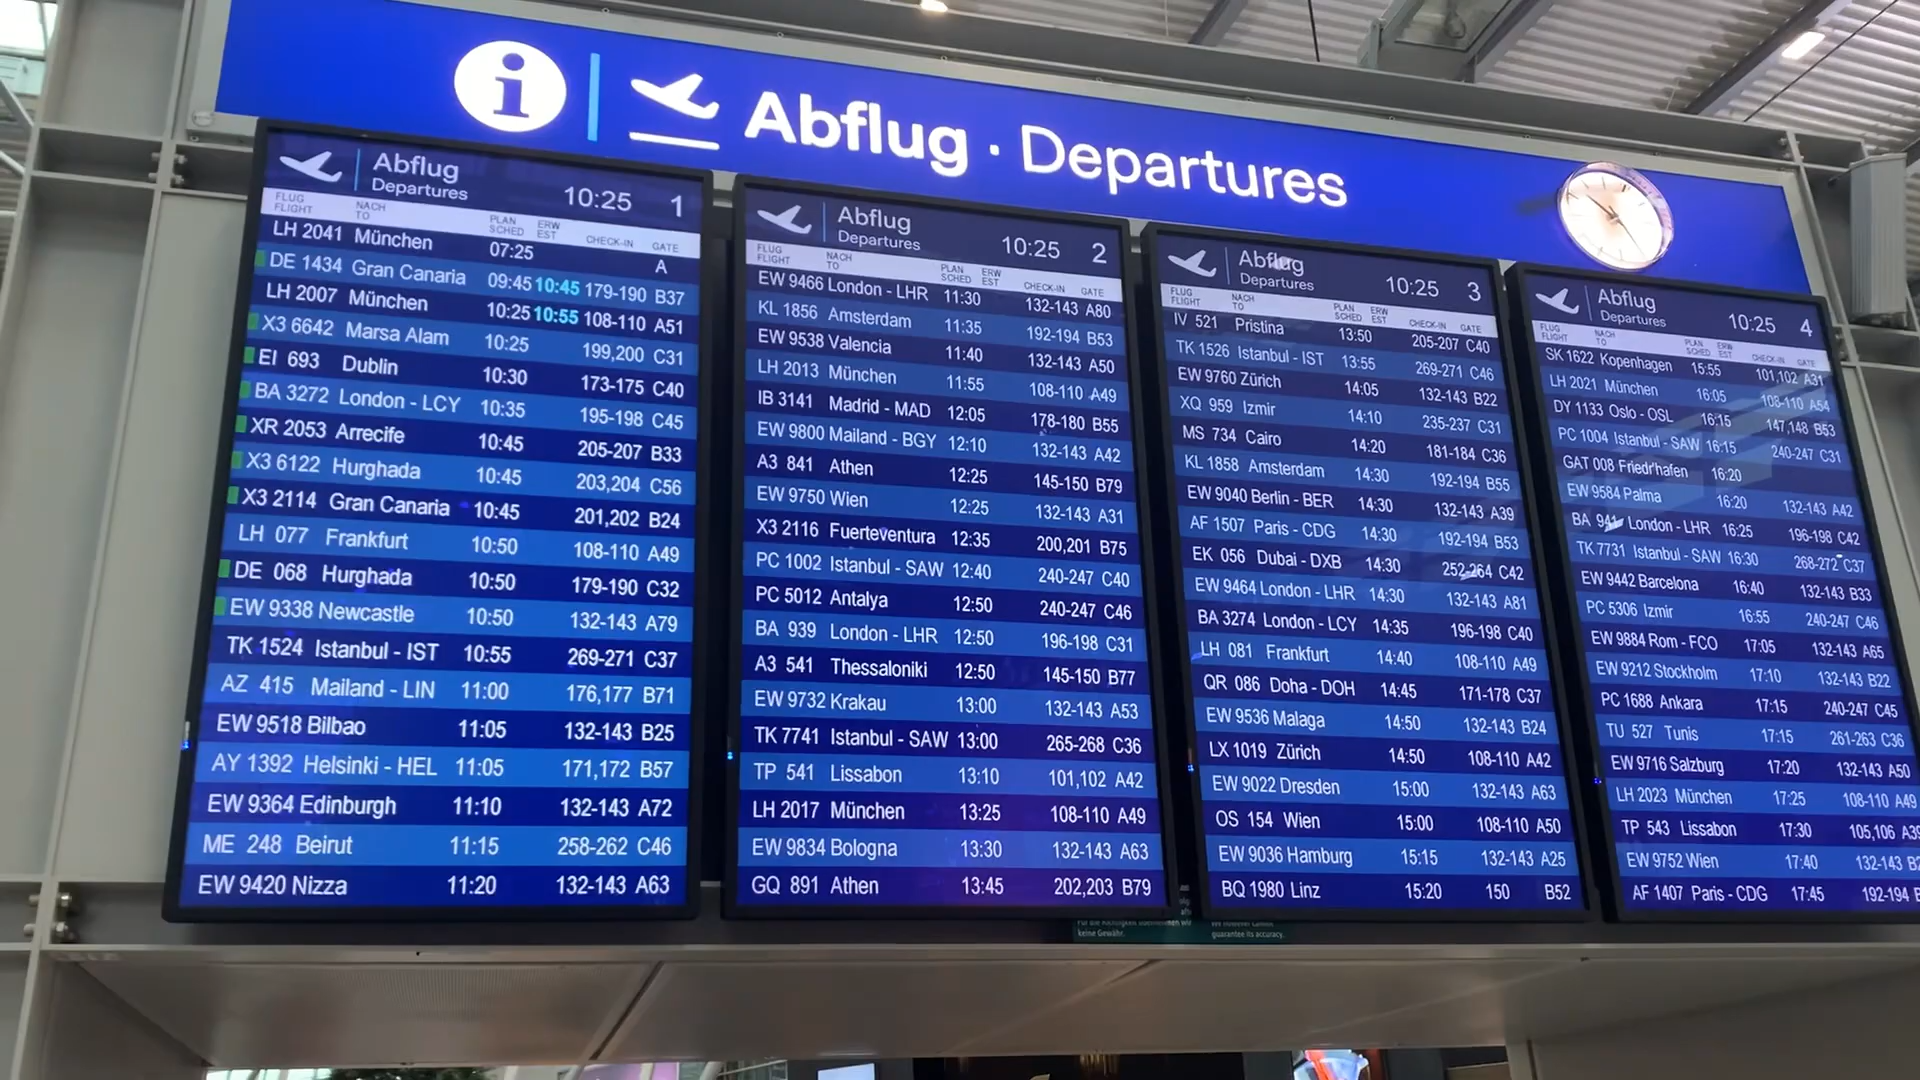 i Abflug · Departures
Abflug
Departures
10:25 1
FLUG FLIGHT NACH TO PLAN SCHED ERW EST CHECK-IN GATE
LH 2041 München 07:25 A
DE 1434 Gran Canaria 09:45 10:45 179-190 B37
LH 2007 München 10:25 10:55 108-110 A51
X3 6642 Marsa Alam 10:25 199,200 C31
EI 693 Dublin 10:30 173-175 C40
BA 3272 London - LCY 10:35 195-198 C45
XR 2053 Arrecife 10:45 205-207 B33
X3 6122 Hurghada 10:45 203,204 C56
X3 2114 Gran Canaria 10:45 201,202 B24
LH 077 Frankfurt 10:50 108-110 A49
DE 068 Hurghada 10:50 179-190 C32
EW 9338 Newcastle 10:50 132-143 A79
TK 1524 Istanbul - IST 10:55 269-271 C37
AZ 415 Mailand - LIN 11:00 176,177 B71
EW 9518 Bilbao 11:05 132-143 B25
AY 1392 Helsinki - HEL 11:05 171,172 B57
EW 9364 Edinburgh 11:10 132-143 A72
ME 248 Beirut 11:15 258-262 C46
EW 9420 Nizza 11:20 132-143 A63
Abflug
Departures
10:25 2
FLUG FLIGHT NACH TO PLAN SCHED ERW EST CHECK-IN GATE
EW 9466 London - LHR 11:30 132-143 A80
KL 1856 Amsterdam 11:35 192-194 B53
EW 9538 Valencia 11:40 132-143 A50
LH 2013 München 11:55 108-110 A49
IB 3141 Madrid - MAD 12:05 178-180 B55
EW 9800 Mailand - BGY 12:10 132-143 A42
A3 841 Athen 12:25 145-150 B79
EW 9750 Wien 12:25 132-143 A31
X3 2116 Fuerteventura 12:35 200,201 B75
PC 1002 Istanbul - SAW 12:40 240-247 C40
PC 5012 Antalya 12:50 240-247 C46
BA 939 London - LHR 12:50 196-198 C31
A3 541 Thessaloniki 12:50 145-150 B77
EW 9732 Krakau 13:00 132-143 A53
TK 7741 Istanbul - SAW 13:00 265-268 C36
TP 541 Lissabon 13:10 101,102 A42
LH 2017 München 13:25 108-110 A49
EW 9834 Bologna 13:30 132-143 A63
GQ 891 Athen 13:45 202,203 B79
Abflug
Departures
10:25 3
FLUG FLIGHT NACH TO PLAN SCHED ERW EST CHECK-IN GATE
IV 521 Pristina 13:50 205-207 C40
TK 1526 Istanbul - IST 13:55 269-271 C46
EW 9760 Zürich 14:05 132-143 B22
XQ 959 Izmir 14:10 235-237 C31
MS 734 Cairo 14:20 181-184 C36
KL 1858 Amsterdam 14:30 192-194 B55
EW 9040 Berlin - BER 14:30 132-143 A39
AF 1507 Paris - CDG 14:30 192-194 B53
EK 056 Dubai - DXB 14:30 252-264 C42
EW 9464 London - LHR 14:30 132-143 A81
BA 3274 London - LCY 14:35 196-198 C40
LH 081 Frankfurt 14:40 108-110 A49
QR 086 Doha - DOH 14:45 171-178 C37
EW 9536 Malaga 14:50 132-143 B24
LX 1019 Zürich 14:50 108-110 A42
EW 9022 Dresden 15:00 132-143 A63
OS 154 Wien 15:00 108-110 A50
EW 9036 Hamburg 15:15 132-143 A25
BQ 1980 Linz 15:20 150 B52
Abflug
Departures
10:25 4
FLUG FLIGHT NACH TO PLAN SCHED ERW EST CHECK-IN GATE
SK 1622 Kopenhagen 15:55 101,102 A31
LH 2021 München 16:05 108-110 A54
DY 1133 Oslo - OSL 16:15 147,148 B53
PC 1004 Istanbul - SAW 16:15 240-247 C31
GAT 008 Friedr'hafen 16:20
EW 9584 Palma 16:20 132-143 A42
BA 941 London - LHR 16:25 196-198 C42
TK 7731 Istanbul - SAW 16:30 268-272 C37
EW 9442 Barcelona 16:40 132-143 B33
PC 5306 Izmir 16:55 240-247 C46
EW 9884 Rom - FCO 17:05 132-143 A65
EW 9212 Stockholm 17:10 132-143 B22
PC 1688 Ankara 17:15 240-247 C45
TU 527 Tunis 17:15 261-263 C36
EW 9716 Salzburg 17:20 132-143 A50
LH 2023 München 17:25 108-110 A49
TP 543 Lissabon 17:30 105,106 A39
EW 9752 Wien 17:40 132-143
AF 1407 Paris - CDG 17:45 192-194
keine Gewähr.
guarantee its accuracy.